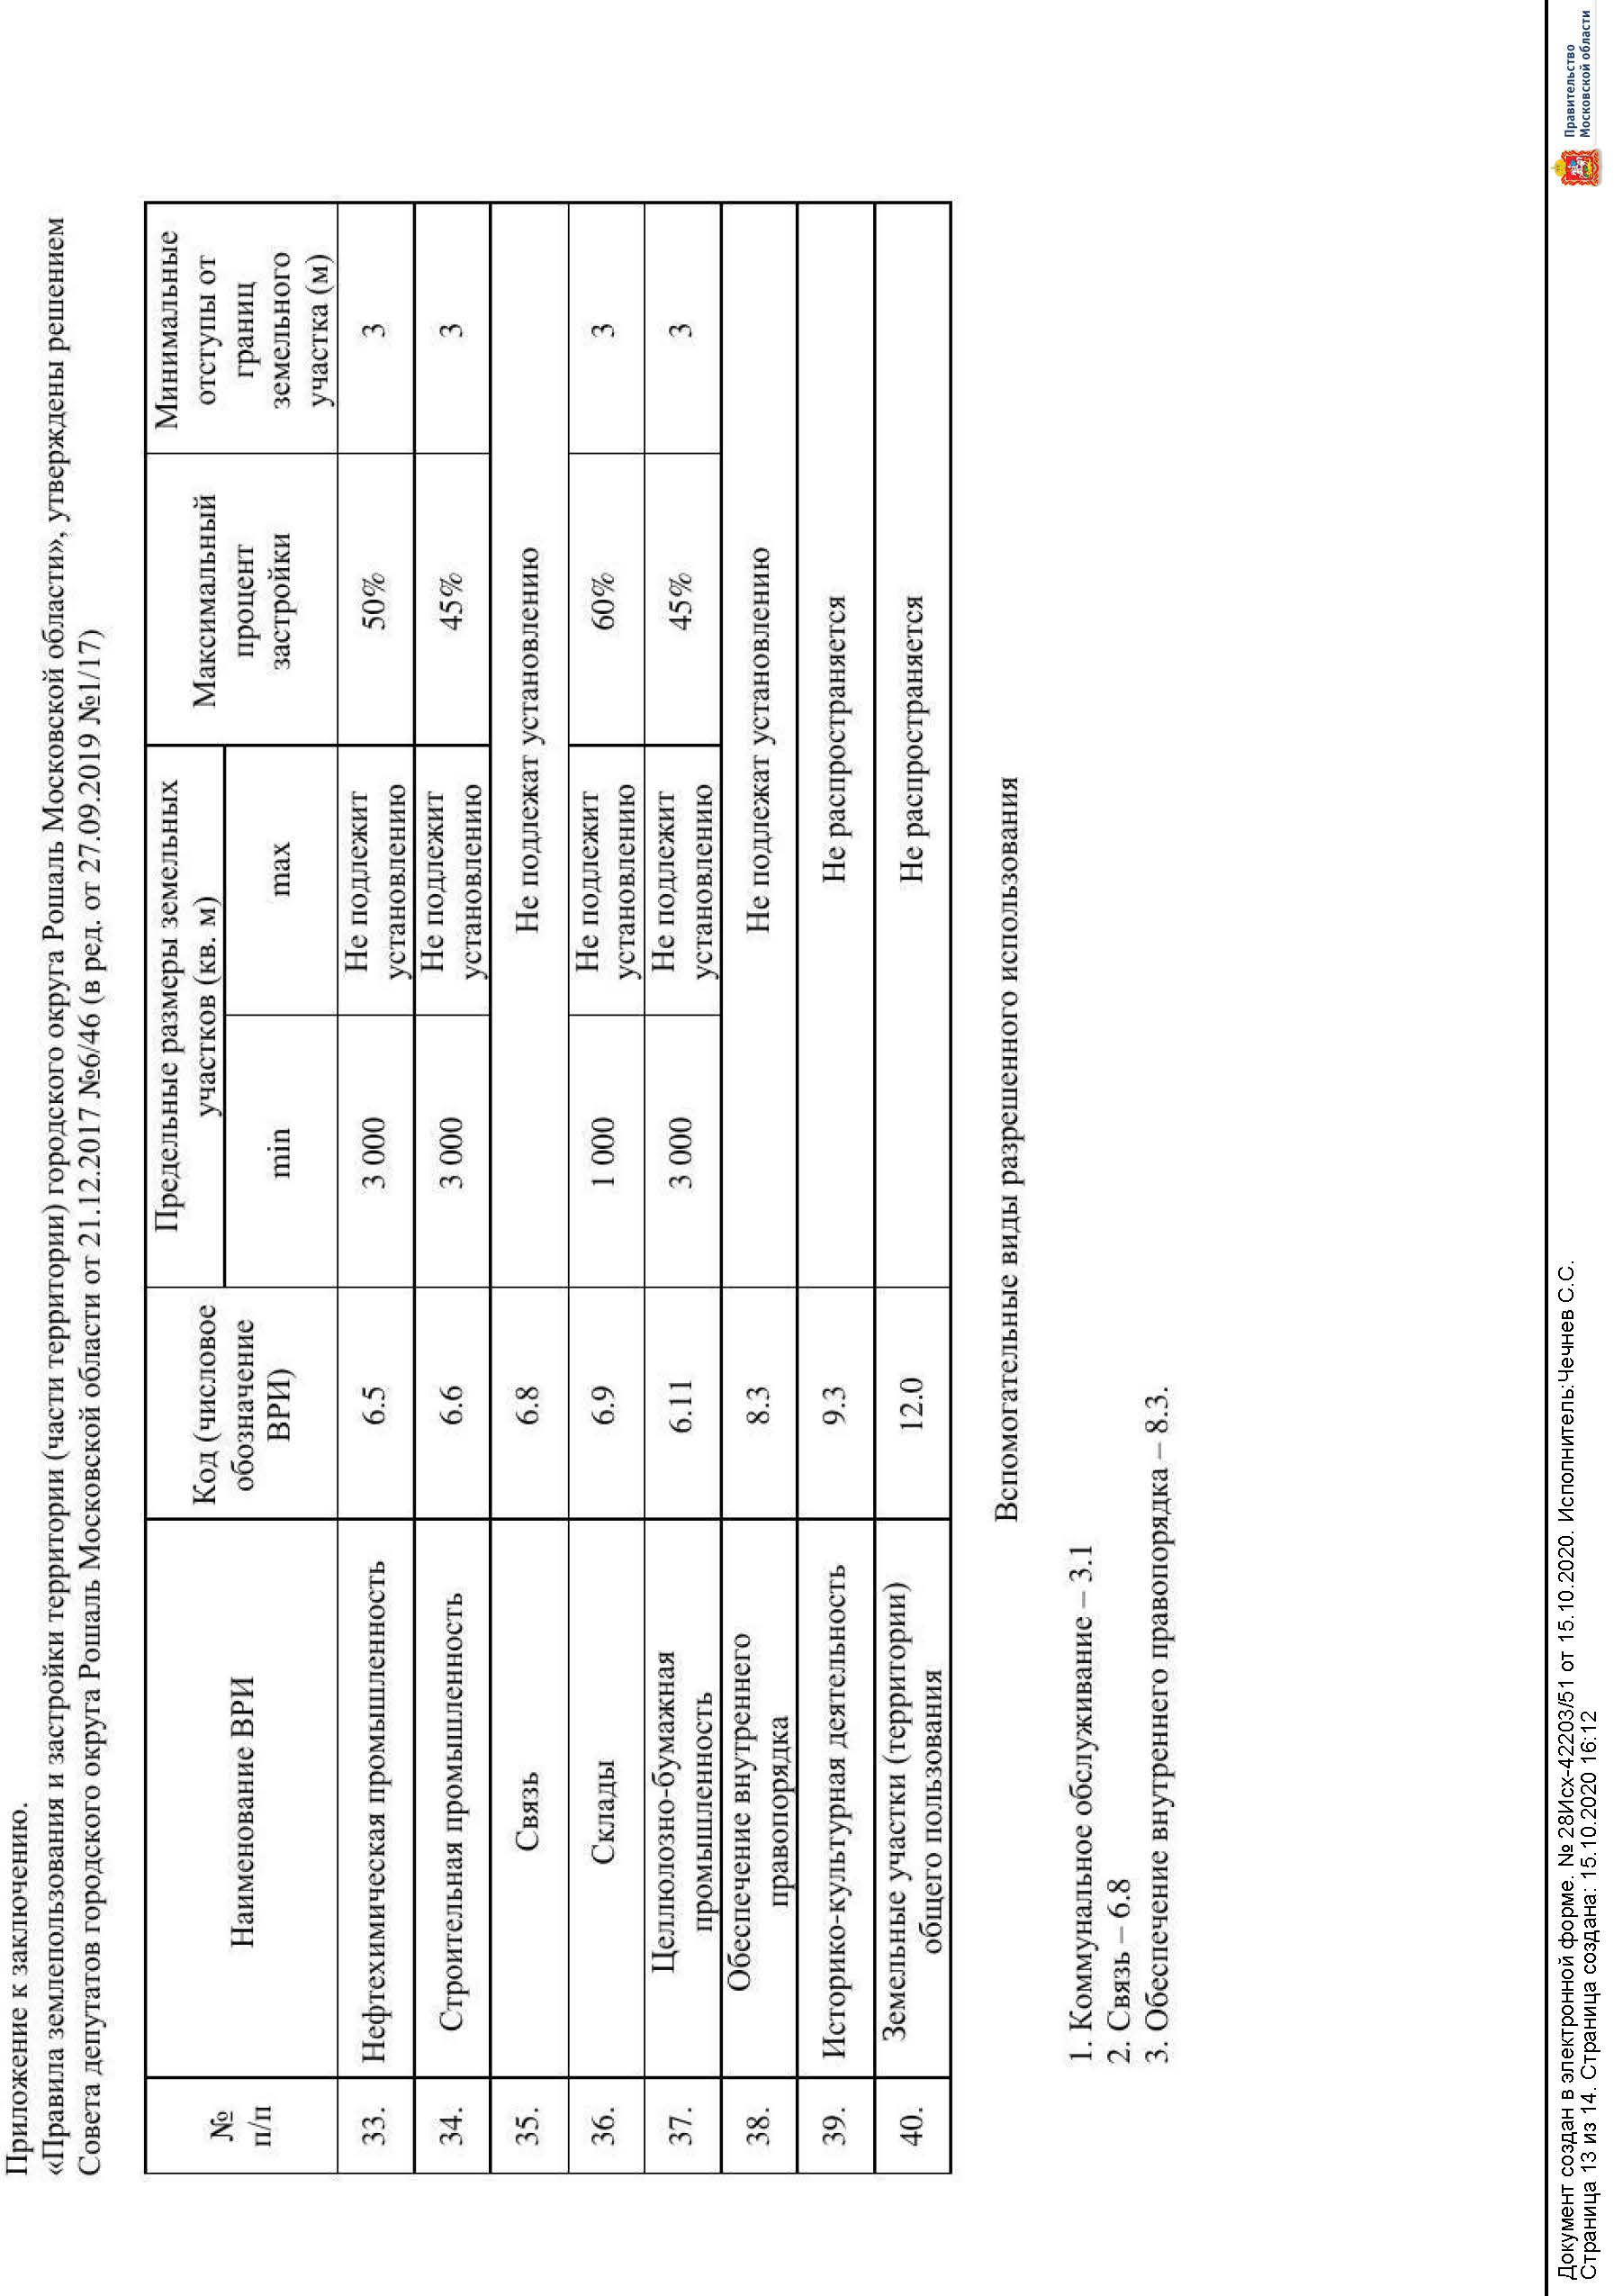 Приложение к заключению.
«Правила землепользования и застройки территории (части территории) городского округа Рошаль Московской области», утверждены решением
Совета депутатов городского округа Рошаль Московской области от 21.12.2017 №6/46 (в ред. от 27.09.2019 №1/17)
№
п/п
Наименование ВРИ
Код (числовое
обозначение
ВРИ)
Предельные размеры земельных
участков (кв. м)
min
max
Максимальный
процент
застройки
Минимальные
отступы от
границ
земельного
участка (м)
33. Нефтехимическая промышленность 6.5 3 000 Не подлежит
установлению 50% 3
34. Строительная промышленность 6.6 3 000 Не подлежит
установлению 45% 3
35. Связь 6.8 Не подлежат установлению
36. Склады 6.9 1 000 Не подлежит
установлению 60% 3
37. Целлюлозно-бумажная
промышленность 6.11 3 000 Не подлежит
установлению 45% 3
38. Обеспечение внутреннего
правопорядка 8.3 Не подлежат установлению
39. Историко-культурная деятельность 9.3 Не распространяется
40. Земельные участки (территории)
общего пользования 12.0 Не распространяется
Вспомогательные виды разрешенного использования
1. Коммунальное обслуживание – 3.1
2. Связь – 6.8
3. Обеспечение внутреннего правопорядка – 8.3.
Документ создан в электронной форме. № 28Исх-42203/51 от 15.10.2020. Исполнитель:Чечнев С.С.
Страница 13 из 14. Страница создана: 15.10.2020 16:12
Правительство
Московской области